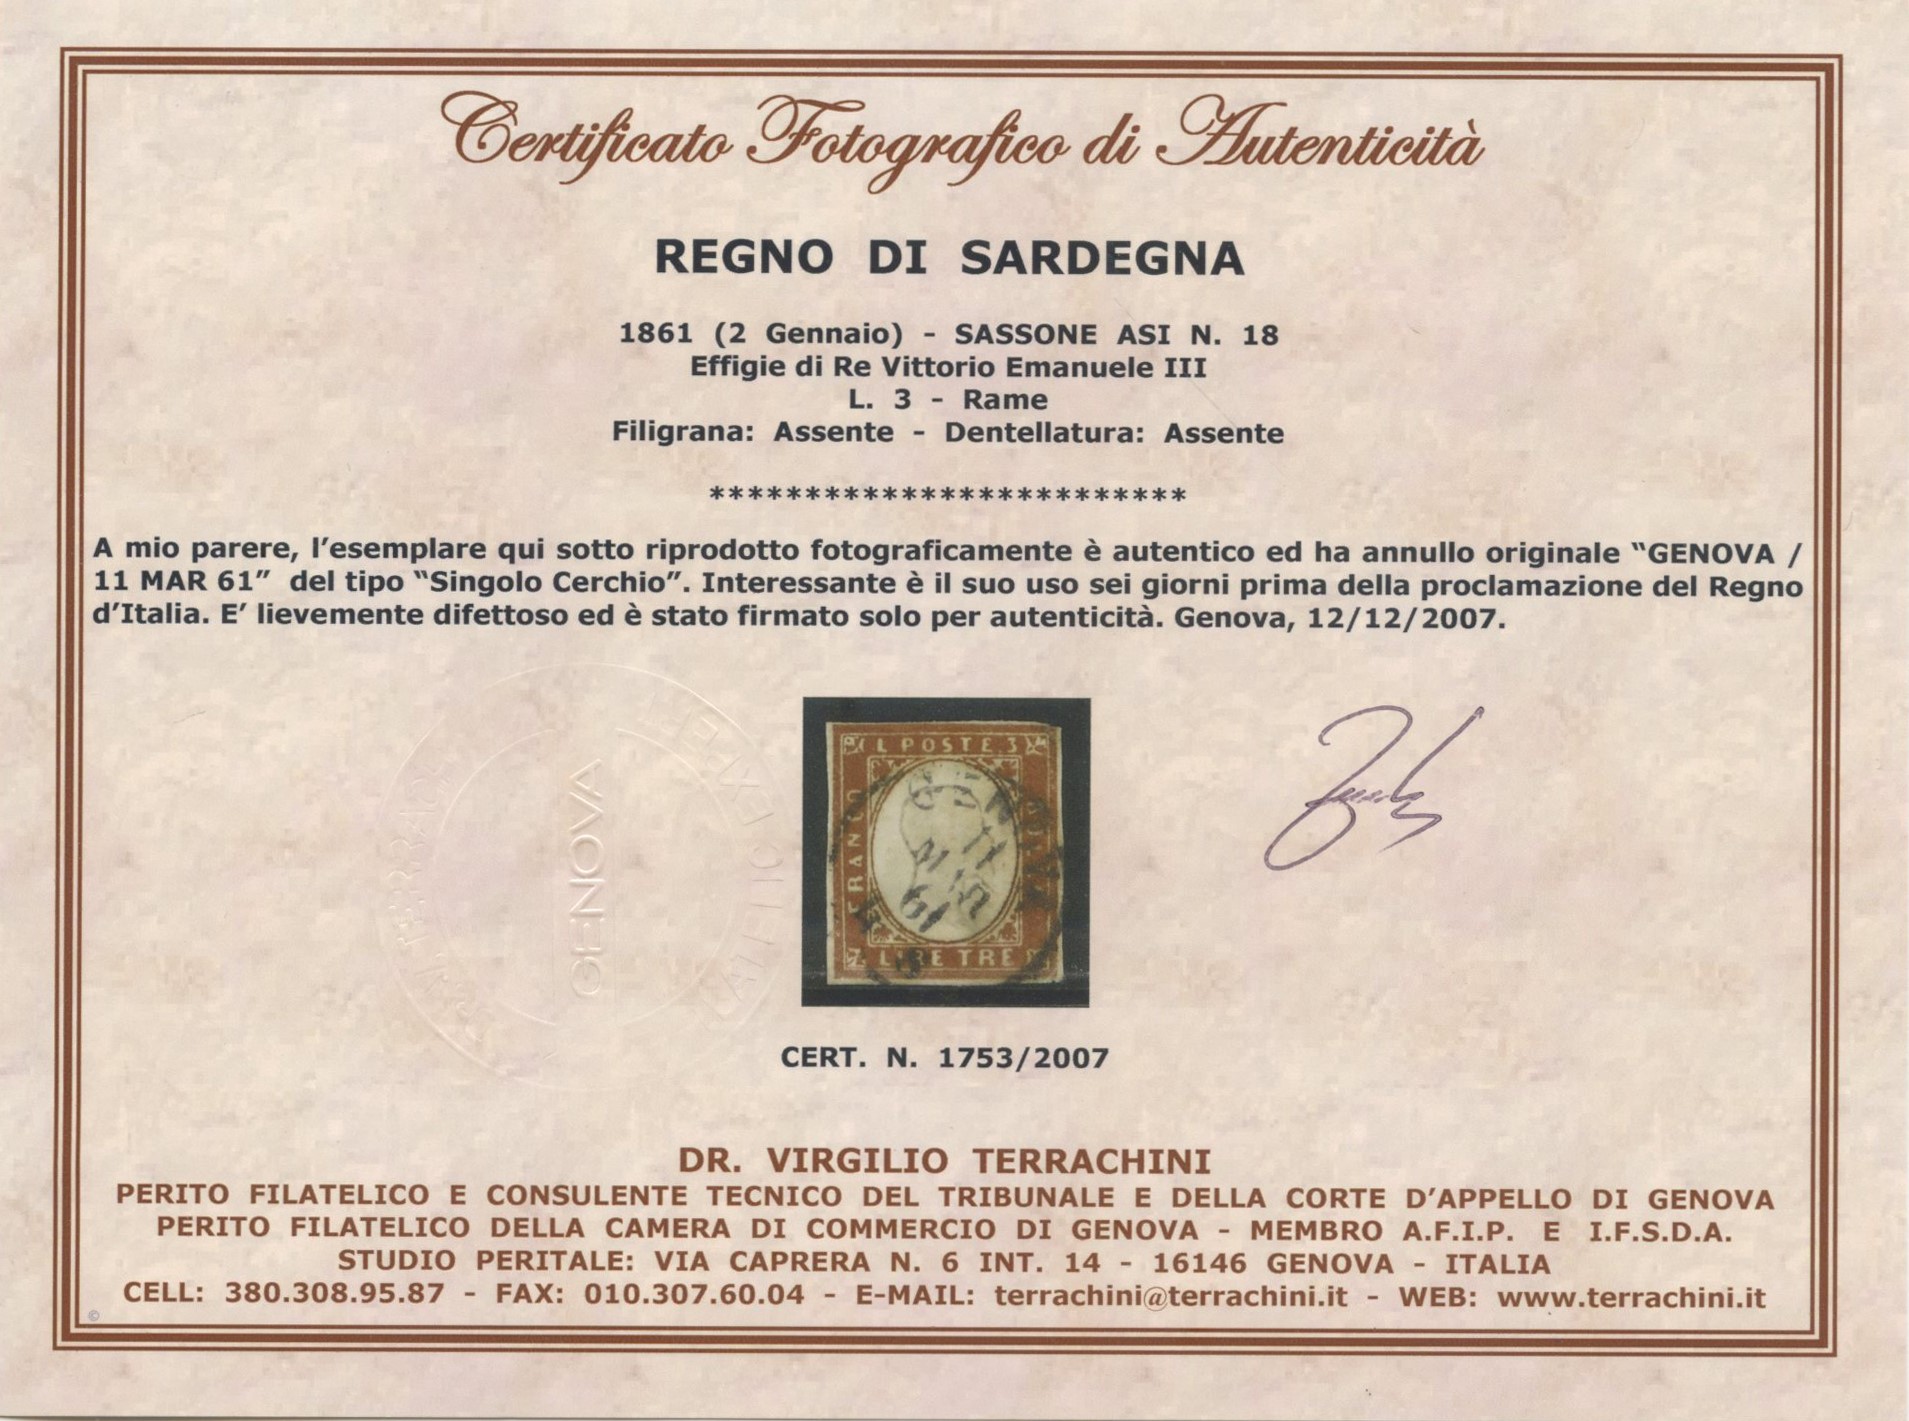 Certificato Fotografico di Autenticità
REGNO DI SARDEGNA
1861 (2 Gennaio) - SASSONE ASI N. 18
Effigie di Re Vittorio Emanuele III
L. 3 - Rame
Filigrana: Assente - Dentellatura: Assente
*************************
A mio parere, l'esemplare qui sotto riprodotto fotograficamente è autentico ed ha annullo originale "GENOVA /
11 MAR 61" del tipo "Singolo Cerchio". Interessante è il suo uso sei giorni prima della proclamazione del Regno
d'Italia. E' lievemente difettoso ed è stato firmato solo per autenticità. Genova, 12/12/2007.
GENOVA
L POSTE 3
FRANCO
LIRE TRE
CERT. N. 1753/2007
DR. VIRGILIO TERRACHINI
PERITO FILATELICO E CONSULENTE TECNICO DEL TRIBUNALE E DELLA CORTE D'APPELLO DI GENOVA
PERITO FILATELICO DELLA CAMERA DI COMMERCIO DI GENOVA - MEMBRO A.F.I.P. E I.F.S.D.A.
STUDIO PERITALE: VIA CAPRERA N. 6 INT. 14 - 16146 GENOVA - ITALIA
CELL: 380.308.95.87 - FAX: 010.307.60.04 - E-MAIL: terrachini@terrachini.it - WEB: www.terrachini.it
©